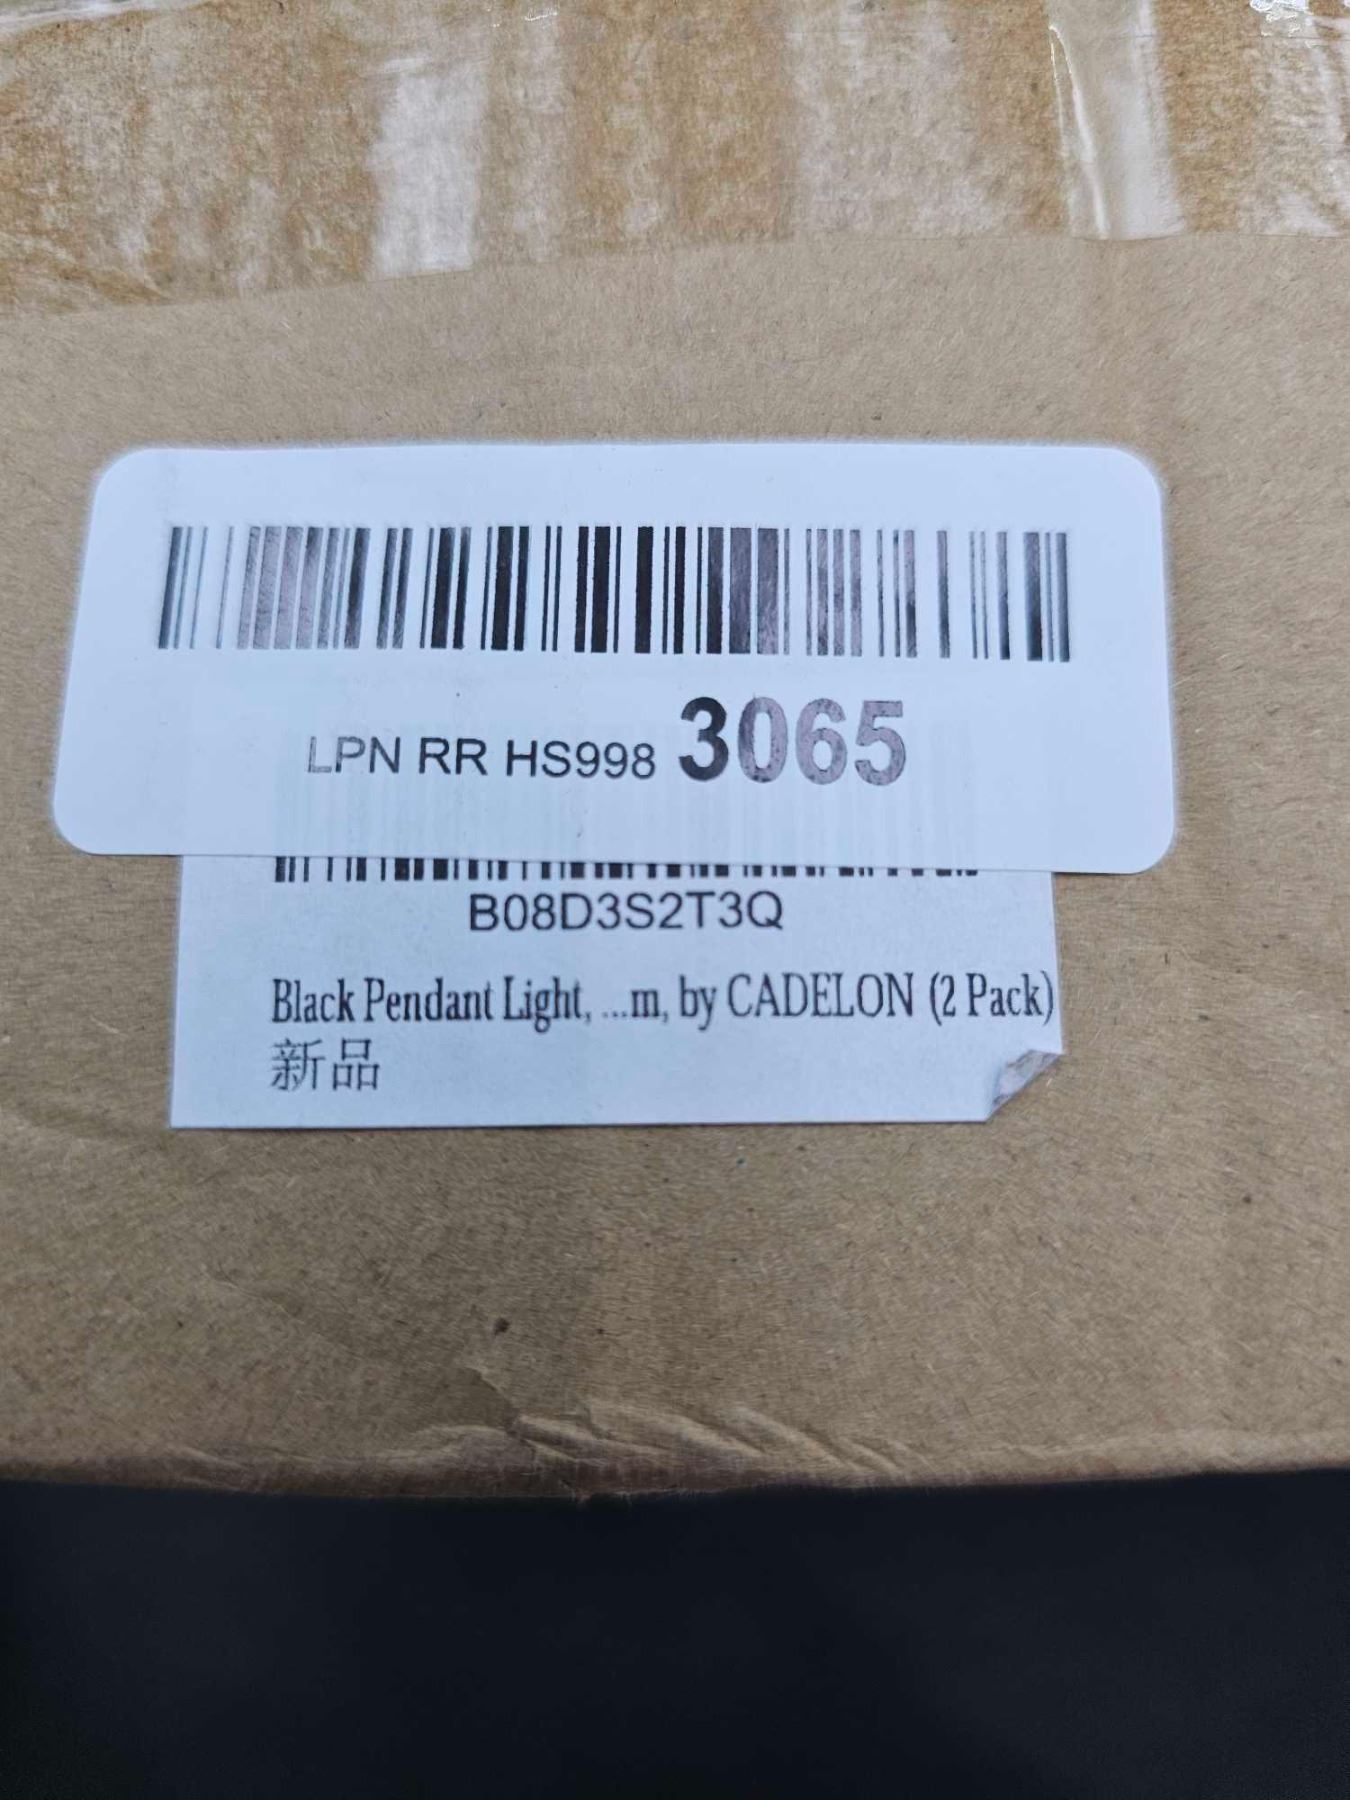 LPN RR HS998 3065
B08D3S2T3Q
Black Pendant Light, ...m, by CADELON (2 Pack)
新品